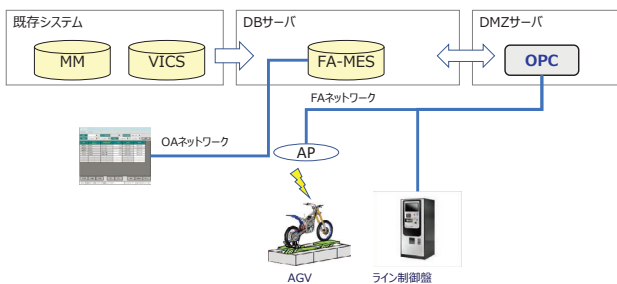 既存システム
DBサーバ
DMZサーバ
MM
VICS
FA-MES
OPC
FAネットワーク
OAネットワーク
AP
AGV
ライン制御盤